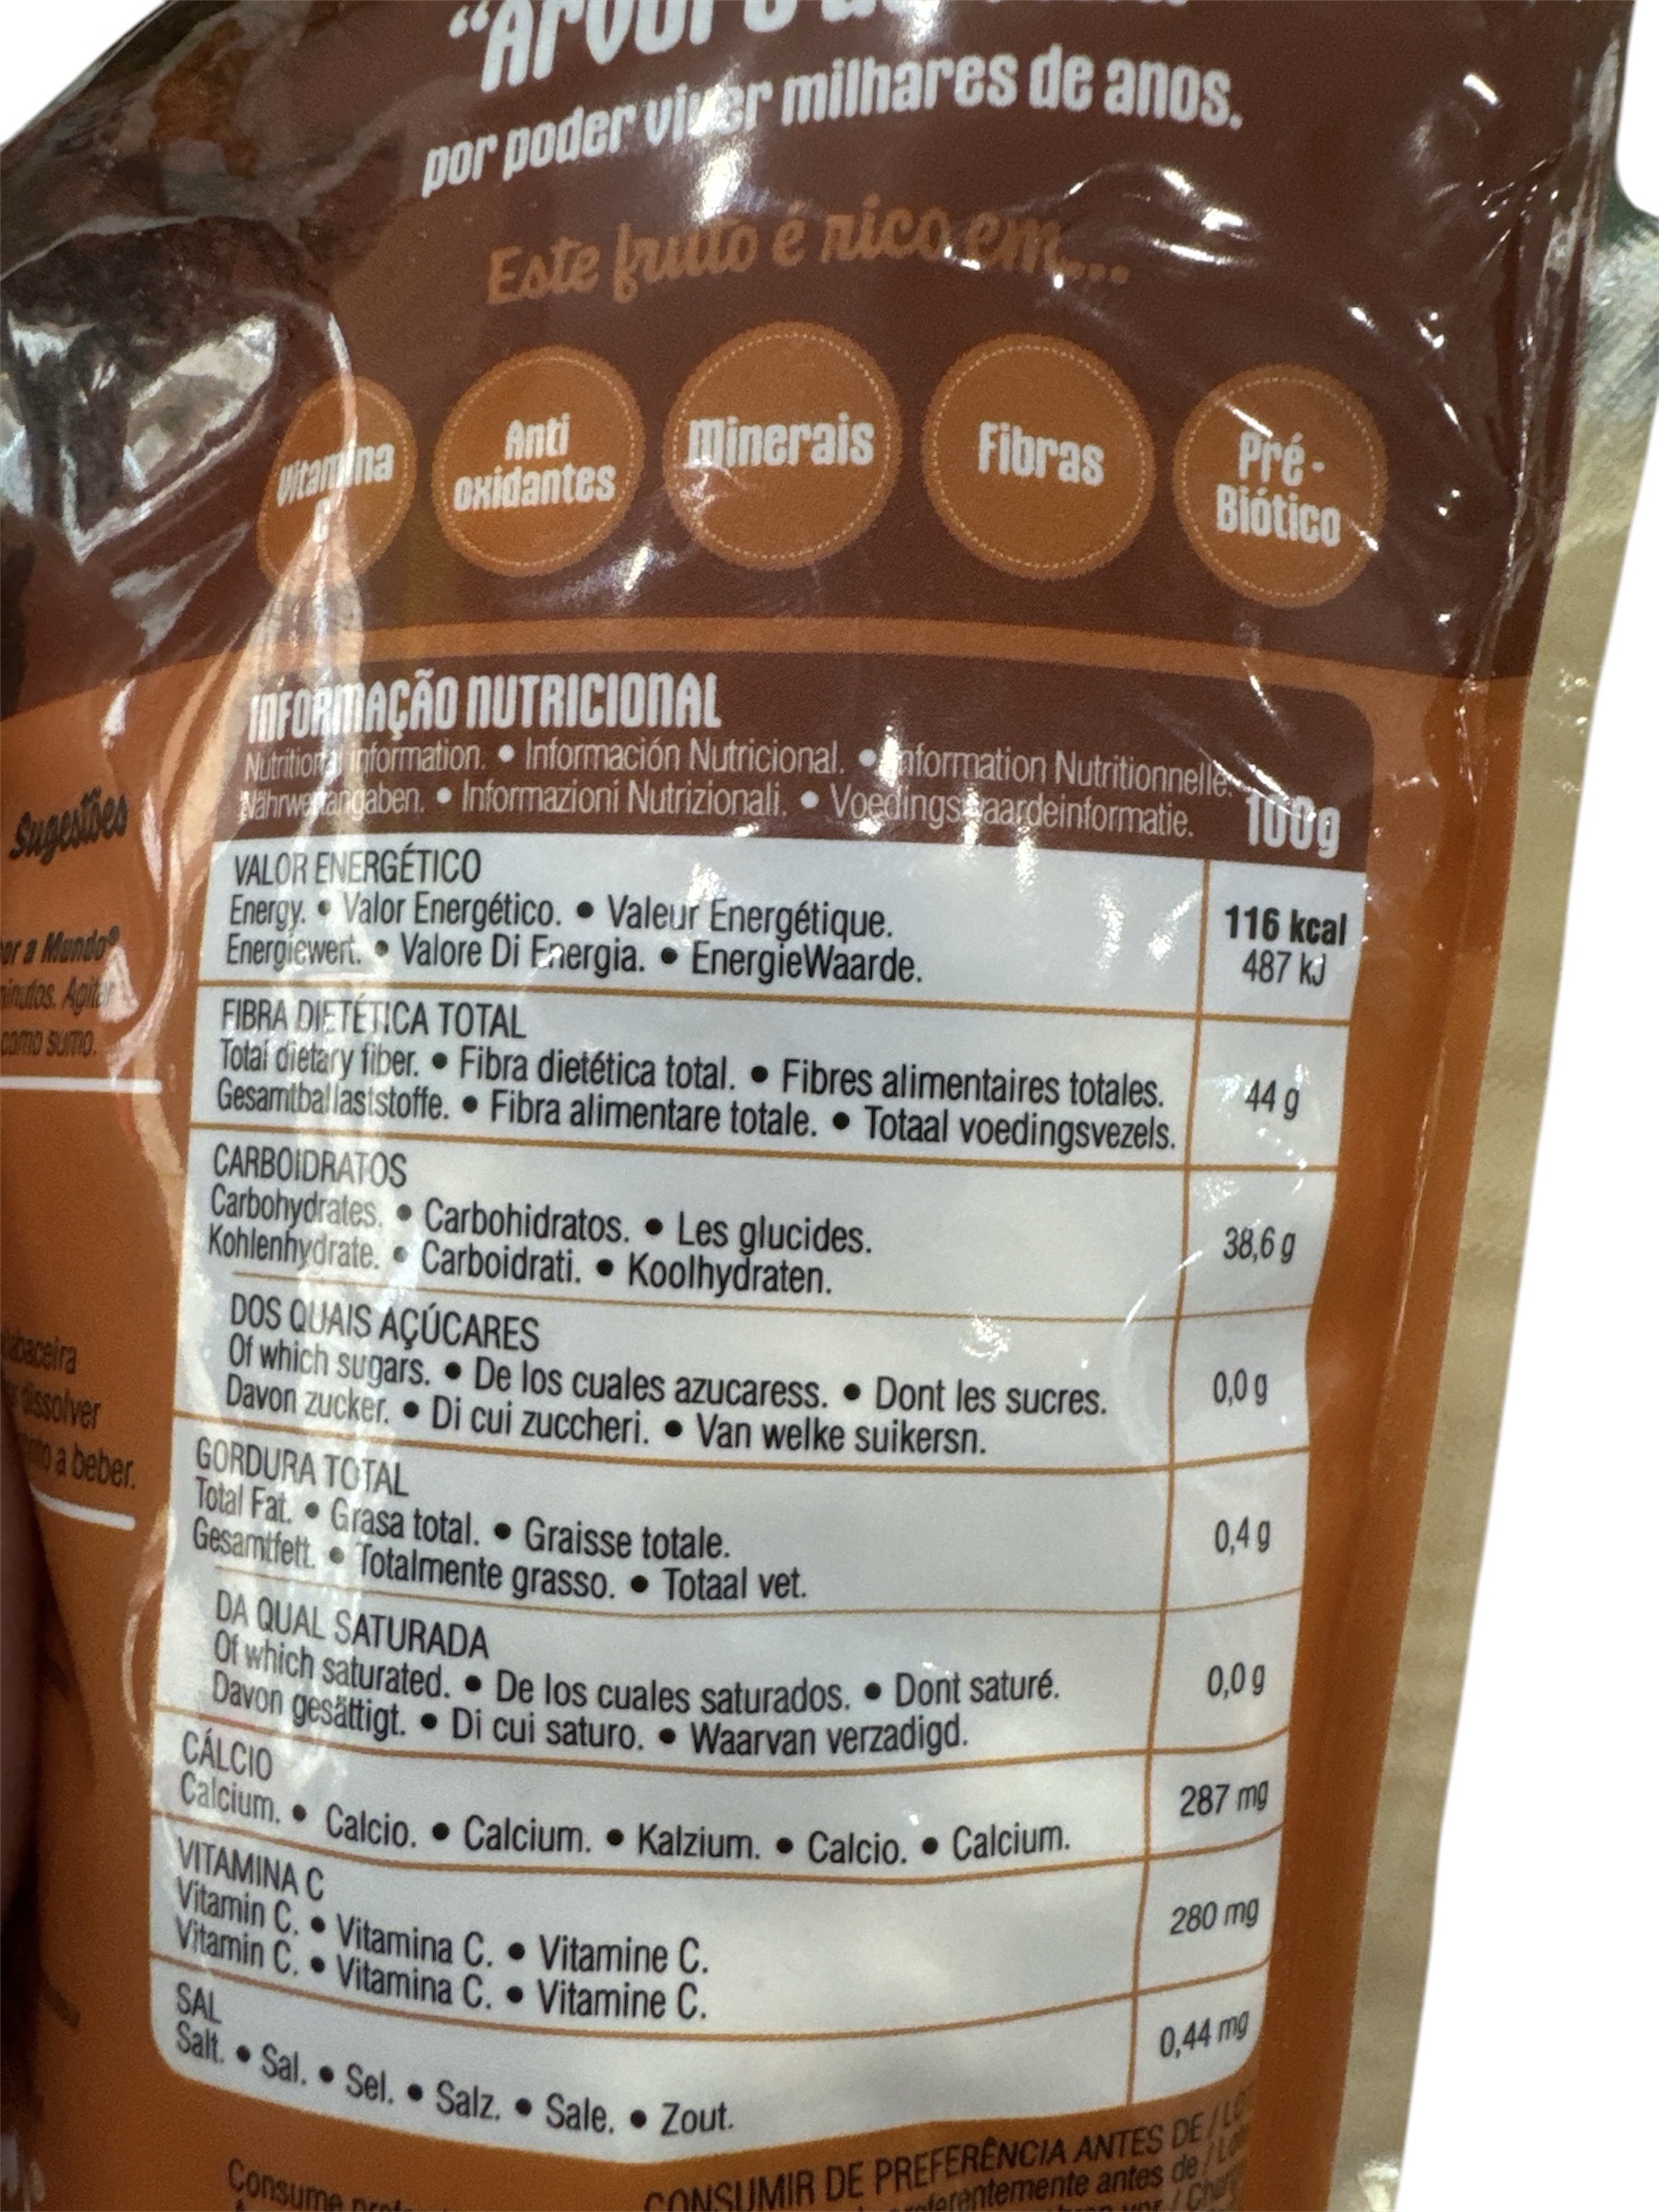 por poder viver milhares de anos.
Este fruto é rico em...
Vitamina
C
Anti
oxidantes
Minerais
Fibras
Pré-
Biótico
INFORMAÇÃO NUTRICIONAL
Nutritional information. • Información Nutricional. • Information Nutritionnelle.
Nährwertangaben. • Informazioni Nutrizionali. • Voedingswaardeinformatie.
100g
VALOR ENERGÉTICO
Energy. • Valor Energético. • Valeur Energétique.
Energiewert. • Valore Di Energia. • EnergieWaarde.
116 kcal
487 kJ
FIBRA DIETÉTICA TOTAL
Total dietary fiber. • Fibra dietética total. • Fibres alimentaires totales.
Gesamtballaststoffe. • Fibra alimentare totale. • Totaal voedingsvezels.
44 g
CARBOIDRATOS
Carbohydrates. • Carbohidratos. • Les glucides.
Kohlenhydrate. • Carboidrati. • Koolhydraten.
38,6 g
DOS QUAIS AÇÚCARES
Of which sugars. • De los cuales azucaress. • Dont les sucres.
Davon zucker. • Di cui zuccheri. • Van welke suikersn.
0,0 g
GORDURA TOTAL
Total Fat. • Grasa total. • Graisse totale.
Gesamtfett. • Totalmente grasso. • Totaal vet.
0,4 g
DA QUAL SATURADA
Of which saturated. • De los cuales saturados. • Dont saturé.
Davon gesättigt. • Di cui saturo. • Waarvan verzadigd.
0,0 g
CÁLCIO
Calcium. • Calcio. • Calcium. • Kalzium. • Calcio. • Calcium.
287 mg
VITAMINA C
Vitamin C. • Vitamina C. • Vitamine C.
Vitamin C. • Vitamina C. • Vitamine C.
280 mg
SAL
Salt. • Sal. • Sel. • Salz. • Sale. • Zout.
0,44 mg
CONSUMIR DE PREFERÊNCIA ANTES DE /
antes de /
Sugestões
a Mundo®
Agitar
como sumo.
dissolver
a beber.